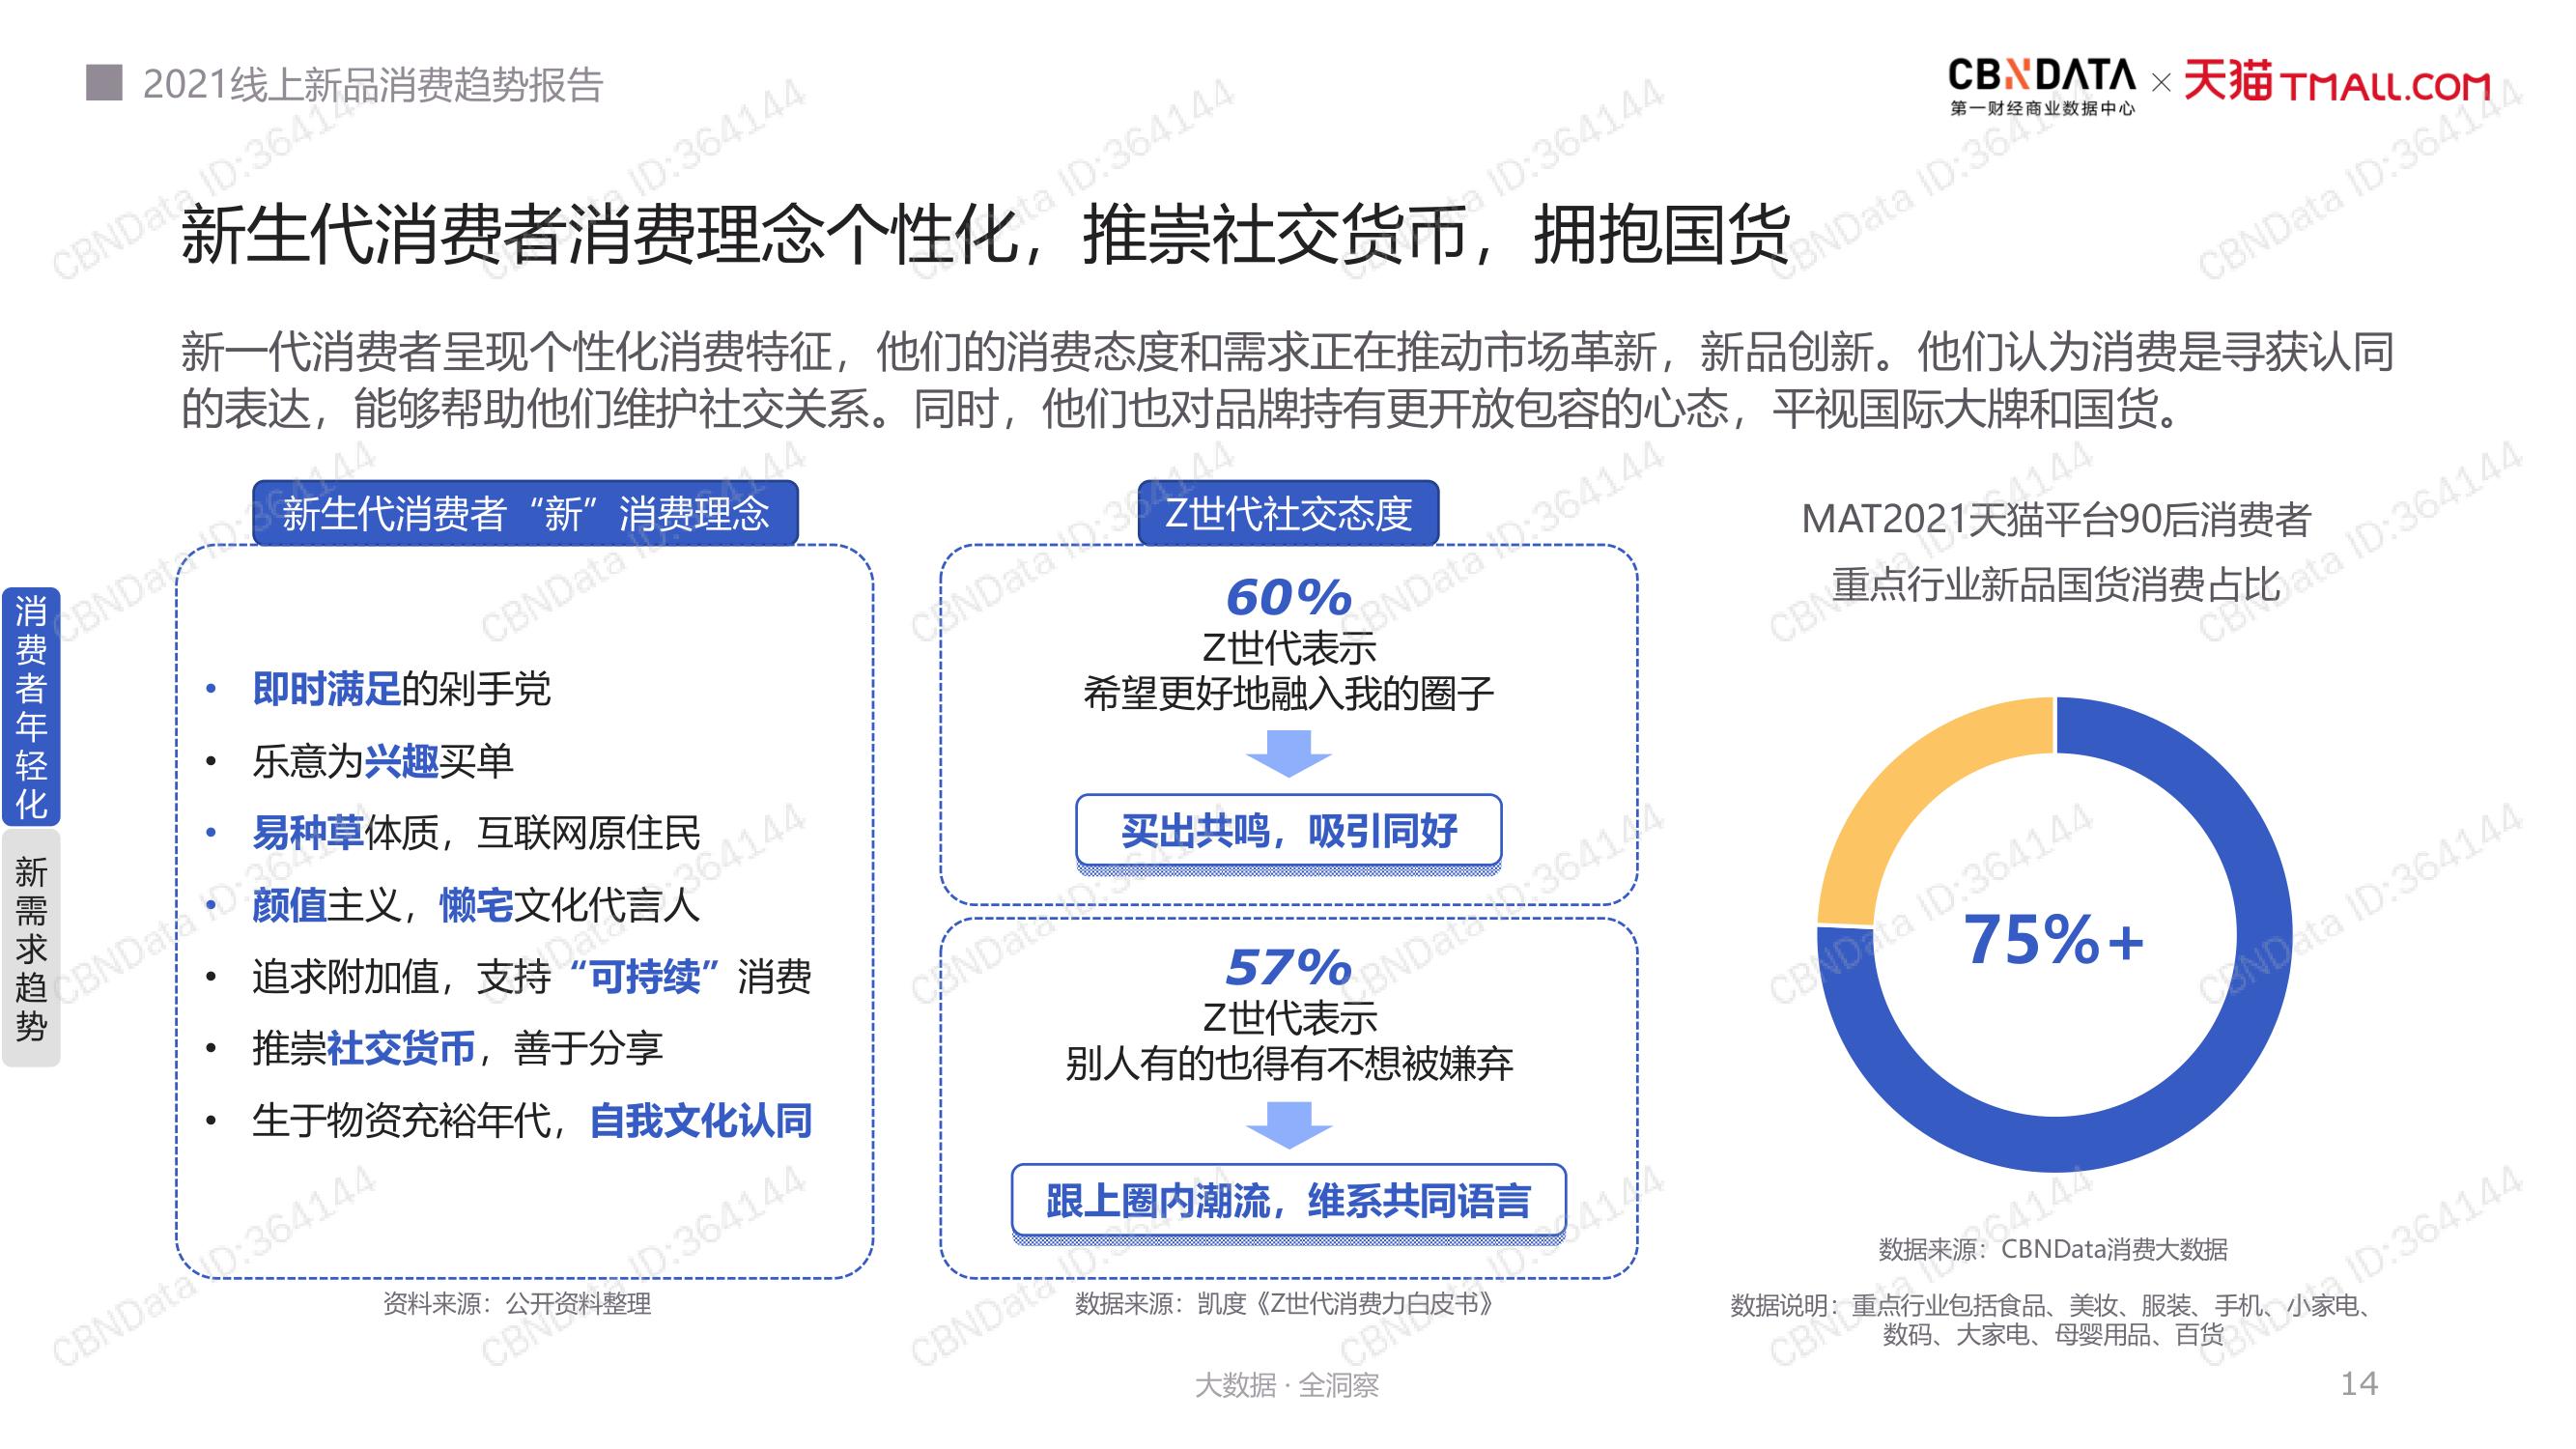 2021线上新品消费趋势报告
CBNDATA × 天猫 TMALL.COM
第一财经商业数据中心
新生代消费者消费理念个性化，推崇社交货币，拥抱国货
新一代消费者呈现个性化消费特征，他们的消费态度和需求正在推动市场革新，新品创新。他们认为消费是寻获认同
的表达，能够帮助他们维护社交关系。同时，他们也对品牌持有更开放包容的心态，平视国际大牌和国货。
消费者年轻化
新需求趋势
新生代消费者“新”消费理念
• 即时满足的剁手党
• 乐意为兴趣买单
• 易种草体质，互联网原住民
• 颜值主义，懒宅文化代言人
• 追求附加值，支持“可持续”消费
• 推崇社交货币，善于分享
• 生于物资充裕年代，自我文化认同
资料来源：公开资料整理
Z世代社交态度
60%
Z世代表示
希望更好地融入我的圈子
买出共鸣，吸引同好
57%
Z世代表示
别人有的也得有不想被嫌弃
跟上圈内潮流，维系共同语言
数据来源：凯度《Z世代消费力白皮书》
MAT2021天猫平台90后消费者
重点行业新品国货消费占比
75%+
数据来源：CBNData消费大数据
数据说明：重点行业包括食品、美妆、服装、手机、小家电、
数码、大家电、母婴用品、百货
大数据 · 全洞察
14
CBNData ID:364144